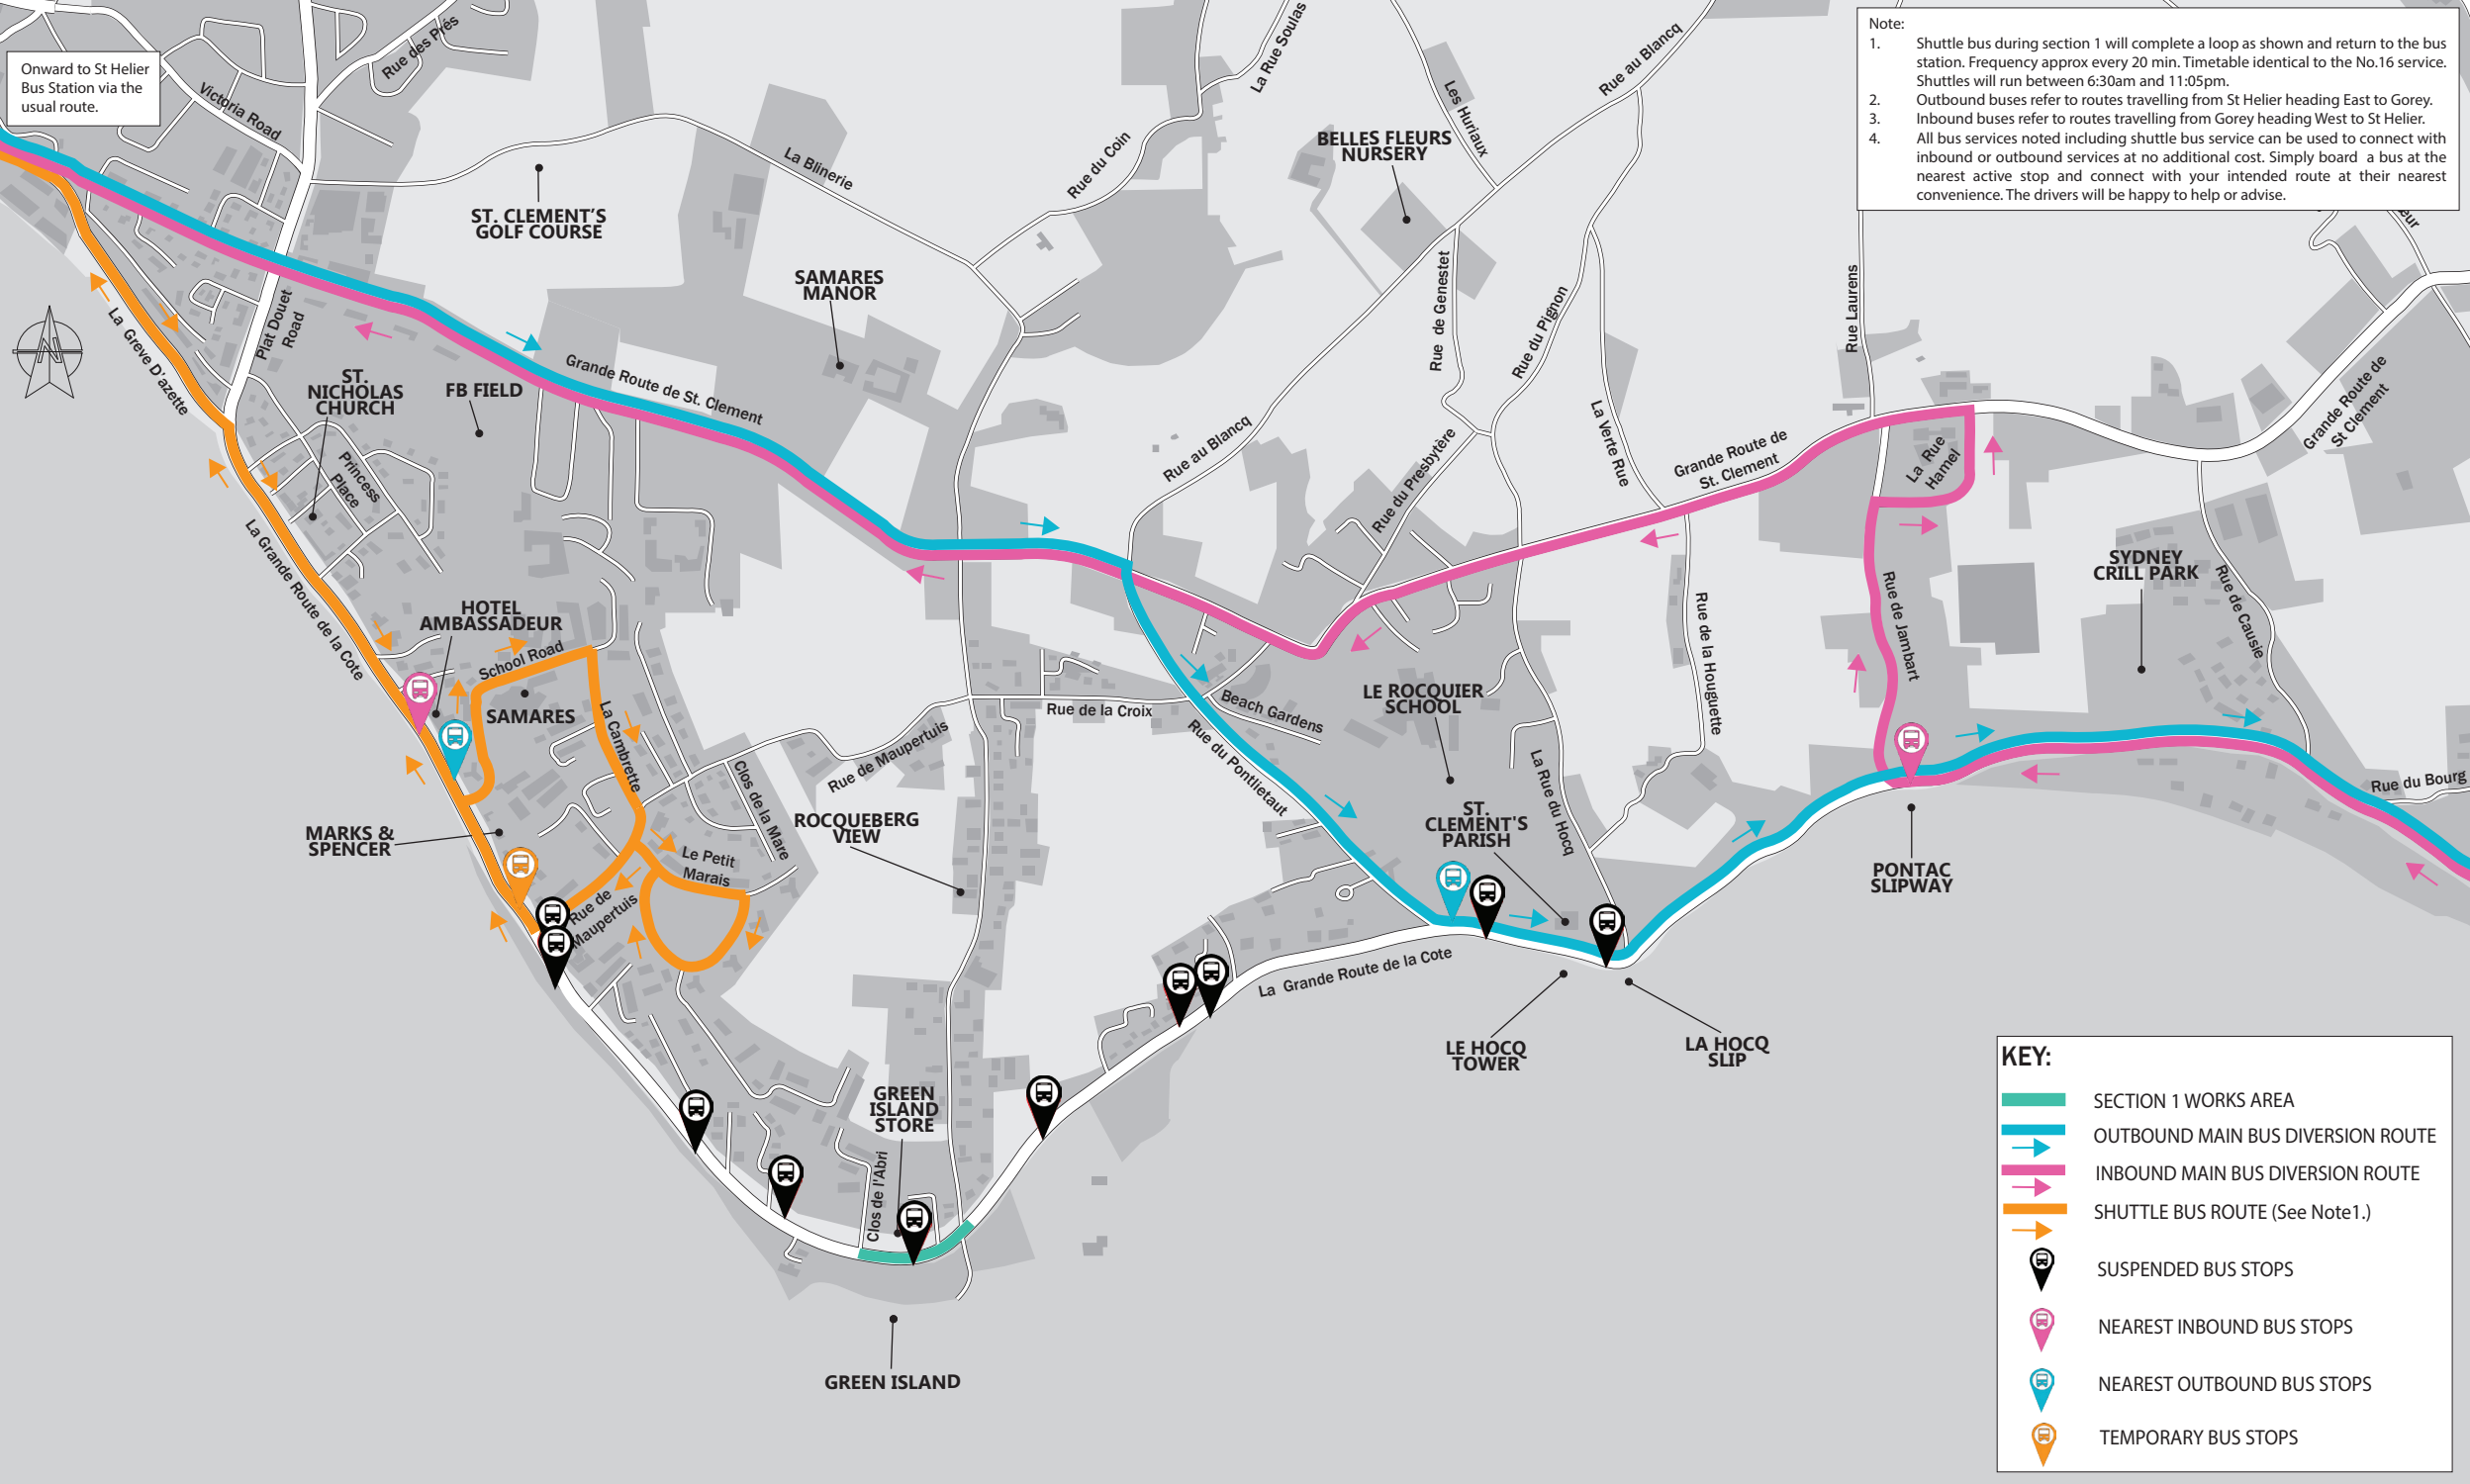 Onward to St Helier
Bus Station via the
usual route.
Note:
1. Shuttle bus during section 1 will complete a loop as shown and return to the bus
station. Frequency approx every 20 min. Timetable identical to the No.16 service.
Shuttles will run between 6:30am and 11:05pm.
2. Outbound buses refer to routes travelling from St Helier heading East to Gorey.
3. Inbound buses refer to routes travelling from Gorey heading West to St Helier.
4. All bus services noted including shuttle bus service can be used to connect with
inbound or outbound services at no additional cost. Simply board a bus at the
nearest active stop and connect with your intended route at their nearest
convenience. The drivers will be happy to help or advise.
Rue des Prés
Victoria Road
La Rue Soulas
Rue au Blancq
Les Huriaux
BELLES FLEURS
NURSERY
La Blinerie
Rue du Coin
ST. CLEMENT'S
GOLF COURSE
SAMARES
MANOR
Rue de Genestet
Rue du Pignon
Rue Laurens
Plat Douet
Road
La Greve D'azette
ST.
NICHOLAS
CHURCH
FB FIELD
Grande Route de St. Clement
Grande Route de
St Clement
Princess
Place
Rue au Blancq
Rue du Presbytère
La Verte Rue
Grande Route de
St. Clement
La Rue
Hamel
La Grande Route de la Cote
HOTEL
AMBASSADEUR
School Road
SAMARES
La Cambrette
SYDNEY
CRILL PARK
Rue de Causie
Rue de Jambart
Rue de la Houguette
LE ROCQUIER
SCHOOL
Beach Gardens
Rue de la Croix
Rue de Maupertuis
Rue du Pontlietaut
La Rue du Hocq
Rue du Bourg
Clos de la Mare
MARKS &
SPENCER
Le Petit
Marais
ROCQUEBERG
VIEW
ST.
CLEMENT'S
PARISH
PONTAC
SLIPWAY
Rue de
Maupertuis
La Grande Route de la Cote
LE HOCQ
TOWER
LA HOCQ
SLIP
GREEN
ISLAND
STORE
Clos de l'Abri
GREEN ISLAND
KEY:
SECTION 1 WORKS AREA
OUTBOUND MAIN BUS DIVERSION ROUTE
INBOUND MAIN BUS DIVERSION ROUTE
SHUTTLE BUS ROUTE (See Note1.)
SUSPENDED BUS STOPS
NEAREST INBOUND BUS STOPS
NEAREST OUTBOUND BUS STOPS
TEMPORARY BUS STOPS